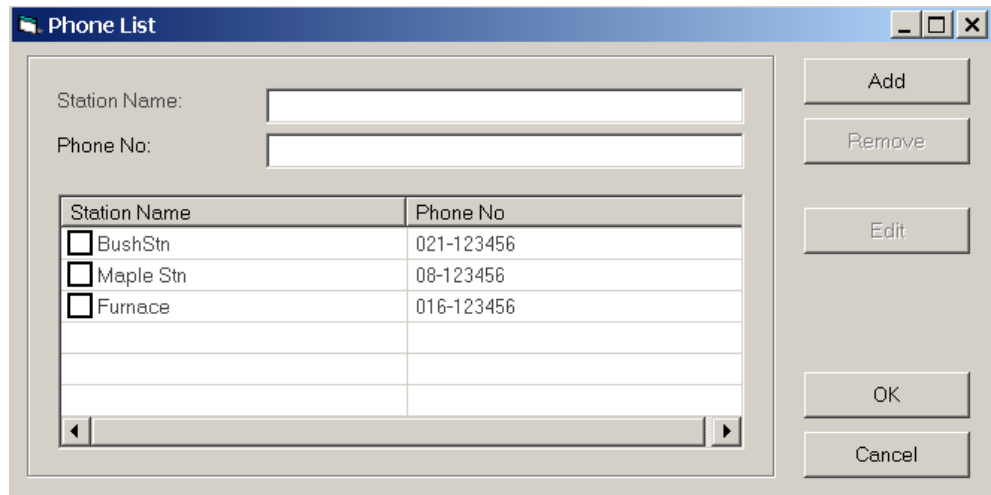 Phone List
Station Name:
Phone No:
Station Name Phone No
BushStn 021-123456
Maple Stn 08-123456
Furnace 016-123456
Add
Remove
Edit
OK
Cancel